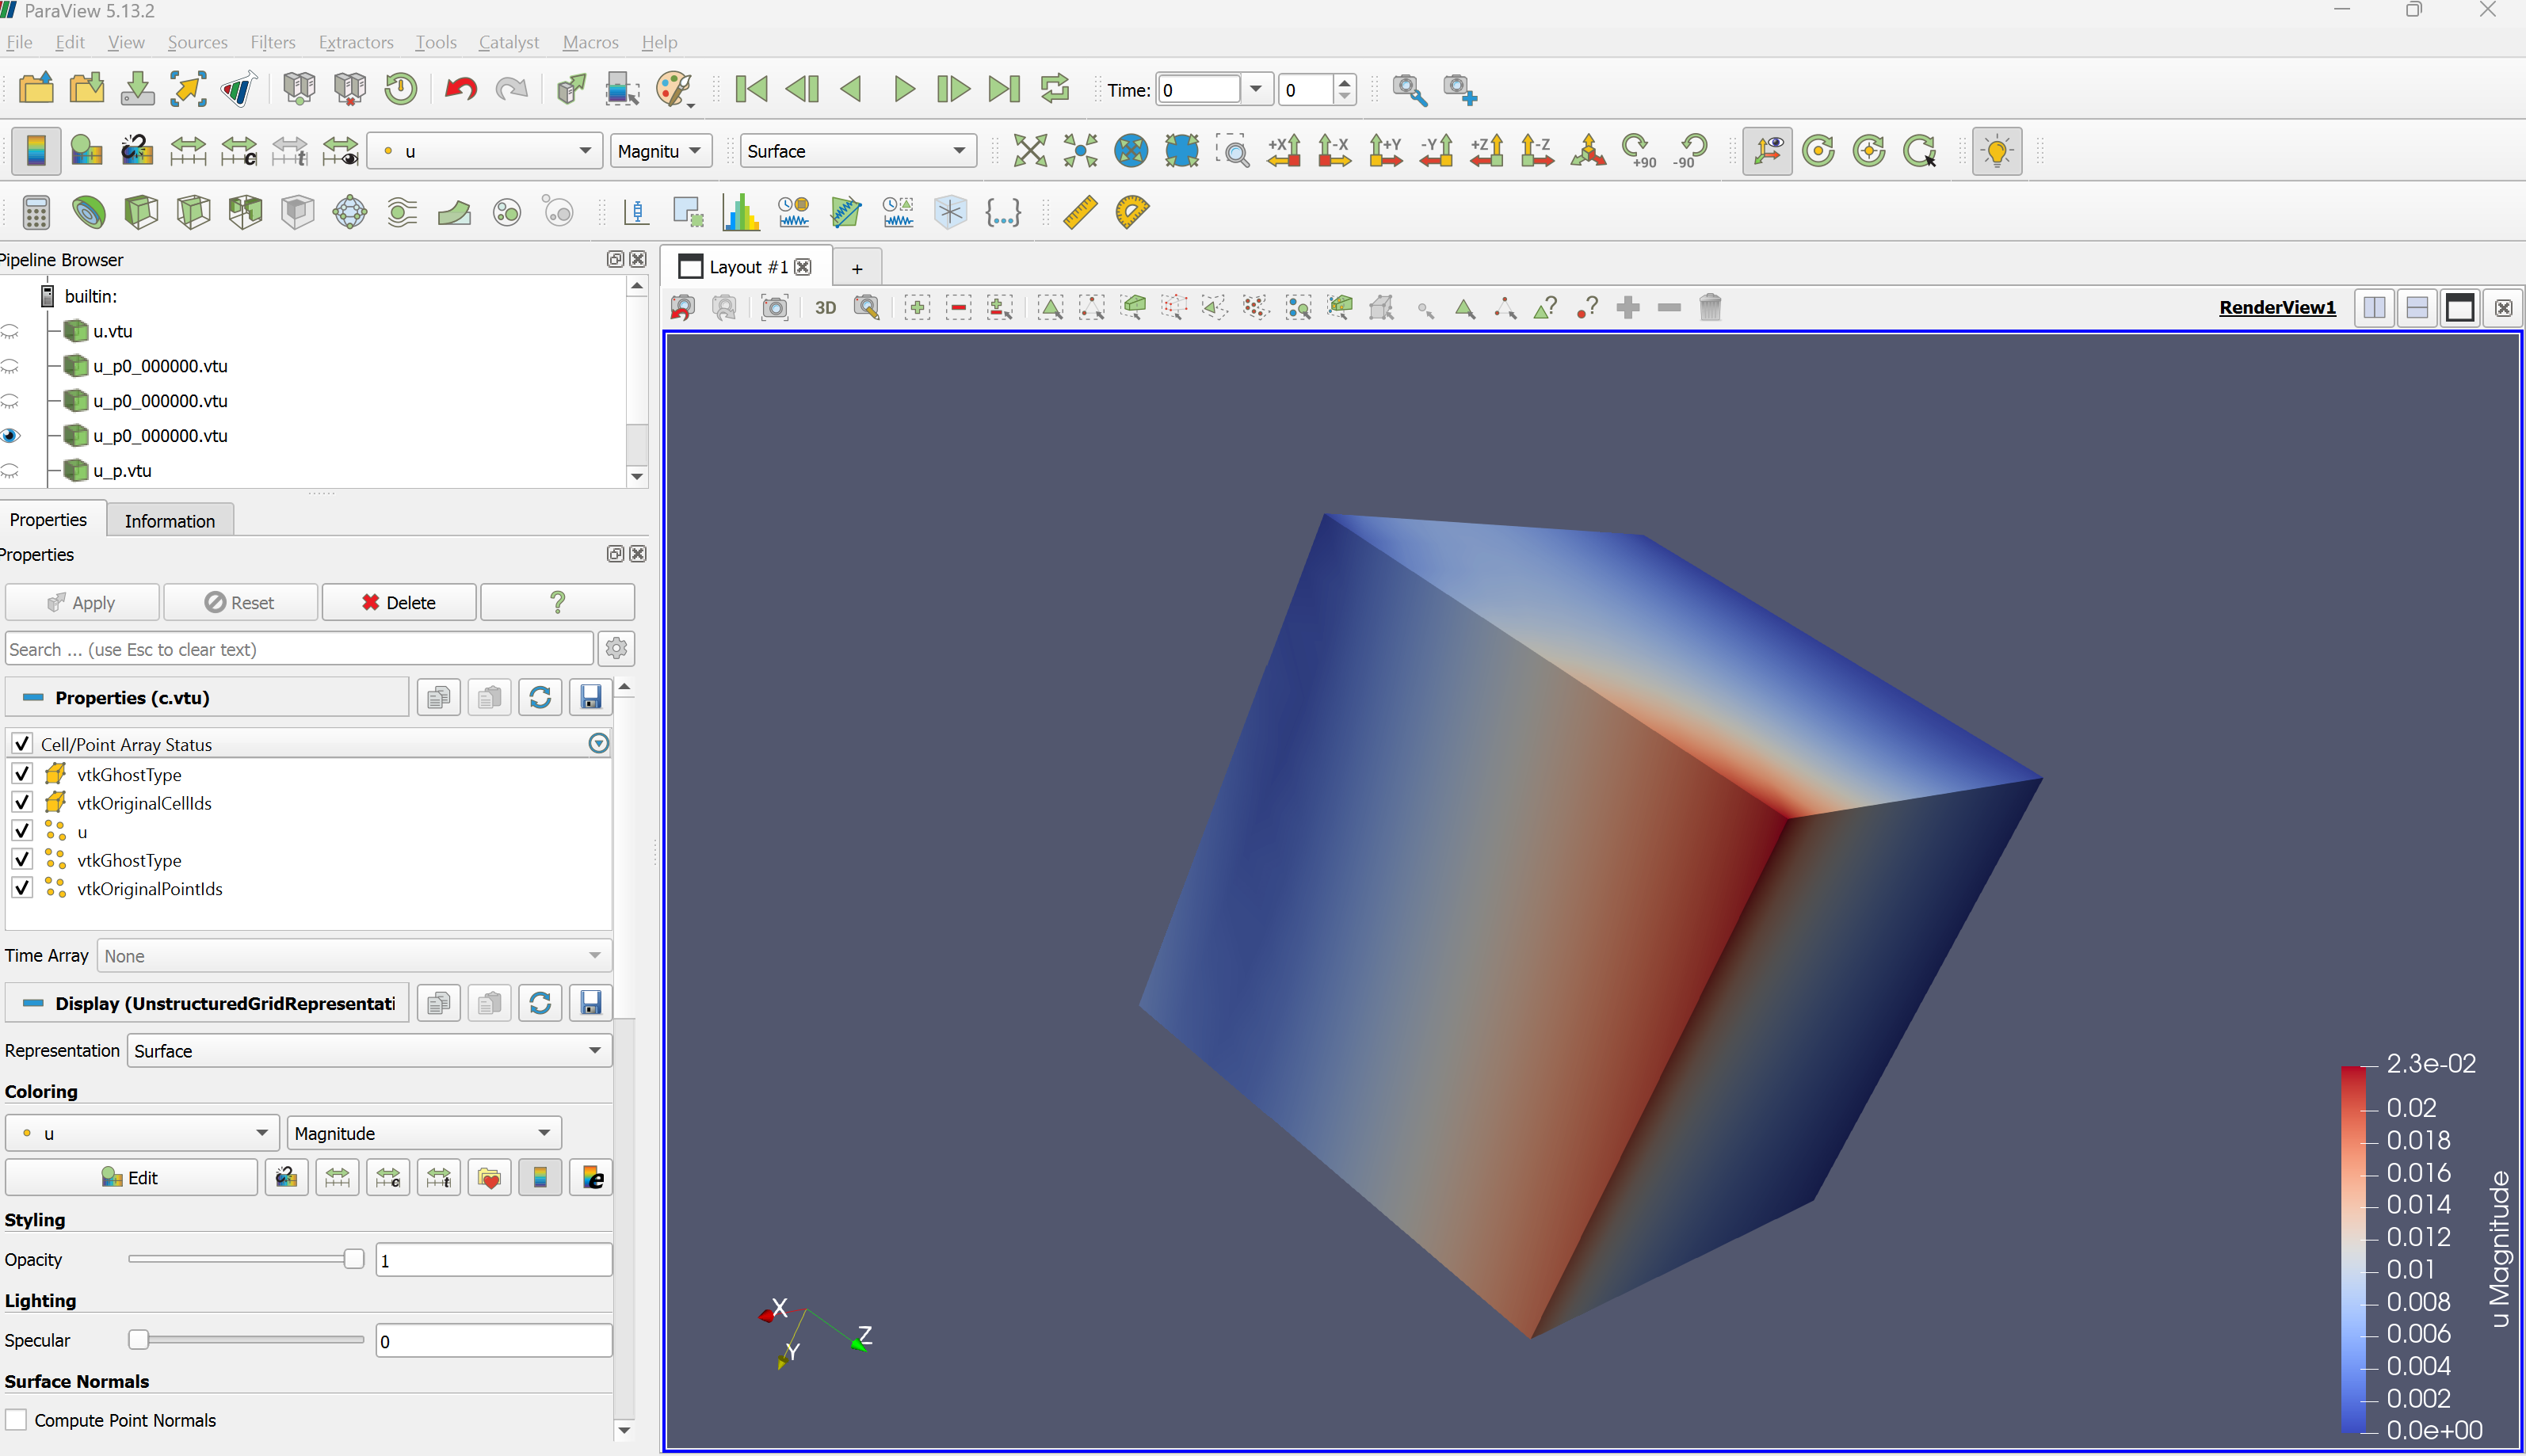 ParaView 5.13.2
File Edit View Sources Filters Extractors Tools Catalyst Macros Help
Time: 0 0
u Magnitu Surface +X -X +Y -Y +Z -Z +90 -90
Pipeline Browser
builtin:
u.vtu
u_p0_000000.vtu
u_p0_000000.vtu
u_p0_000000.vtu
u_p.vtu
Properties Information
Properties
Apply Reset Delete ?
Search ... (use Esc to clear text)
Properties (c.vtu)
Cell/Point Array Status
vtkGhostType
vtkOriginalCellIds
u
vtkGhostType
vtkOriginalPointIds
Time Array None
Display (UnstructuredGridRepresentati
Representation Surface
Coloring
u Magnitude
Edit
Styling
Opacity 1
Lighting
Specular 0
Surface Normals
Compute Point Normals
Layout #1 +
3D RenderView1
X
Y
Z
2.3e-02
0.02
0.018
0.016
0.014
0.012
0.01
0.008
0.006
0.004
0.002
0.0e+00
u Magnitude